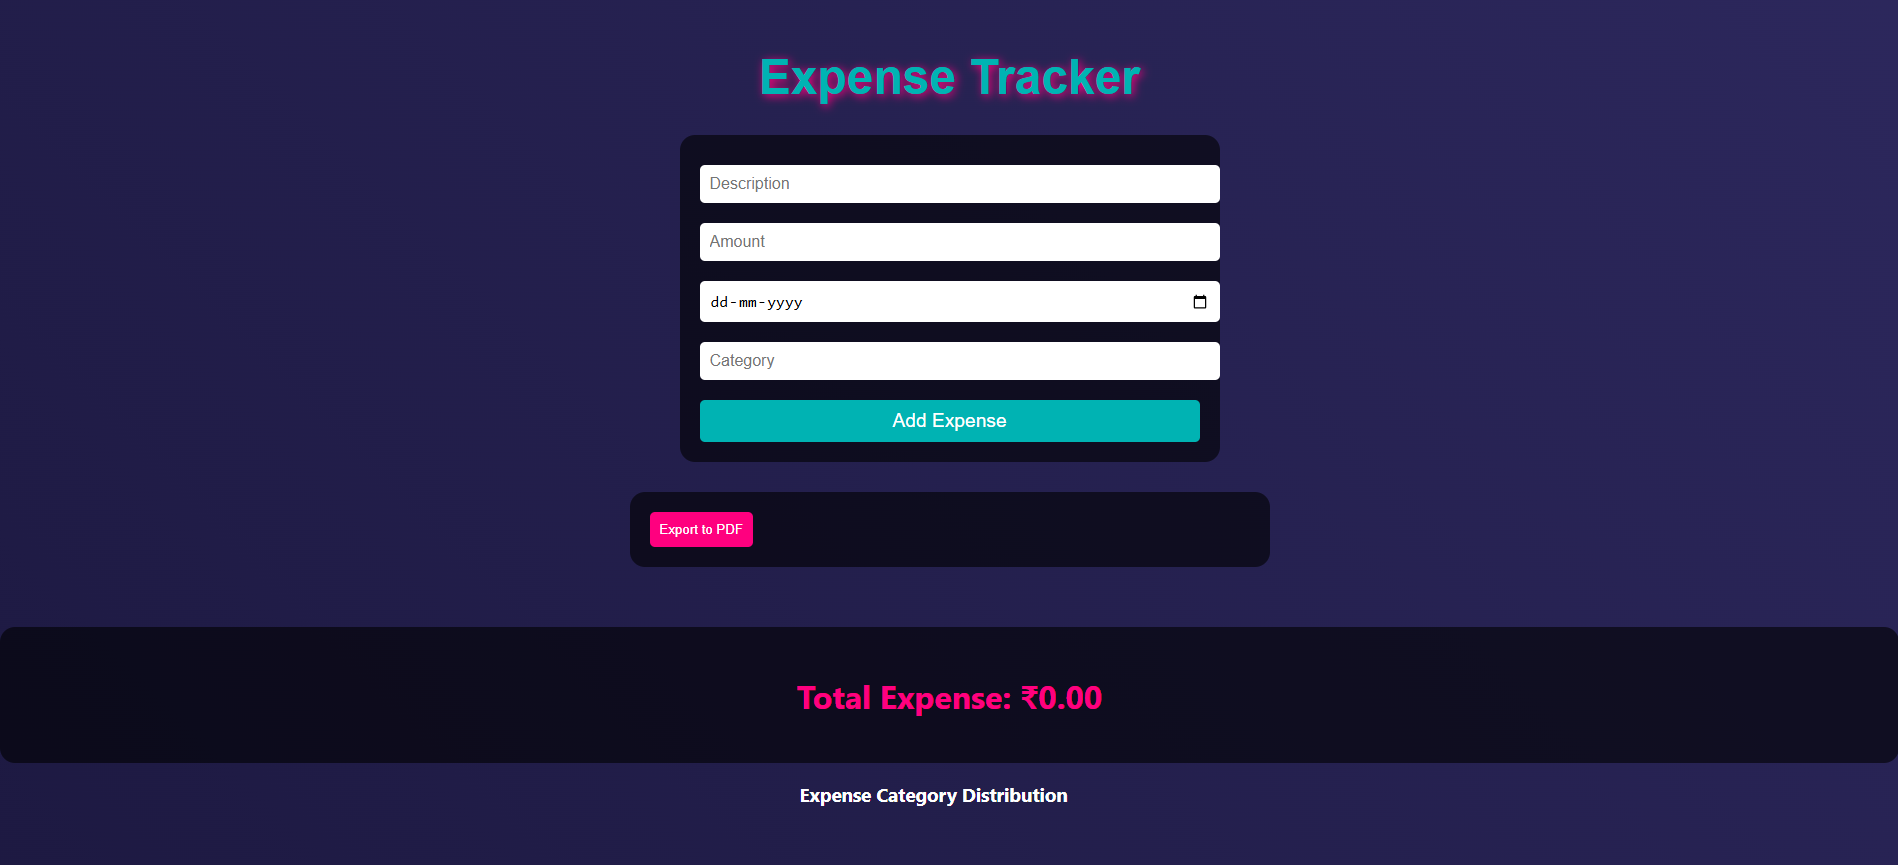 Expense Tracker
Description
Amount
dd-mm-yyyy
Category
Add Expense
Export to PDF
Total Expense: ₹0.00
Expense Category Distribution